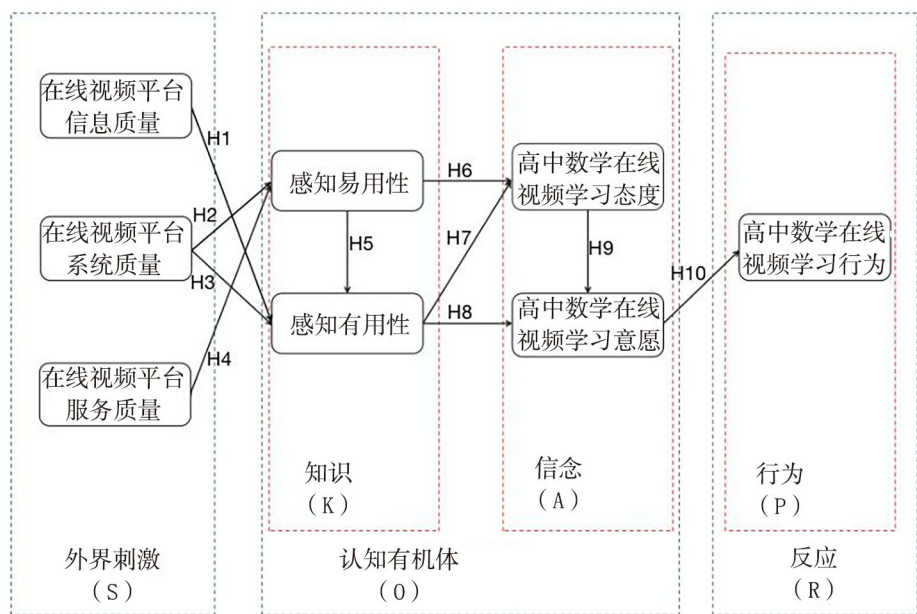 在线视频平台
信息质量
H1
感知易用性
H6
高中数学在线
视频学习态度
H2
在线视频平台
系统质量
H3
H5
H7
H9
高中数学在线
视频学习行为
H10
感知有用性
H8
高中数学在线
视频学习意愿
H4
在线视频平台
服务质量
知识
（K）
信念
（A）
行为
（P）
外界刺激
（S）
认知有机体
（O）
反应
（R）